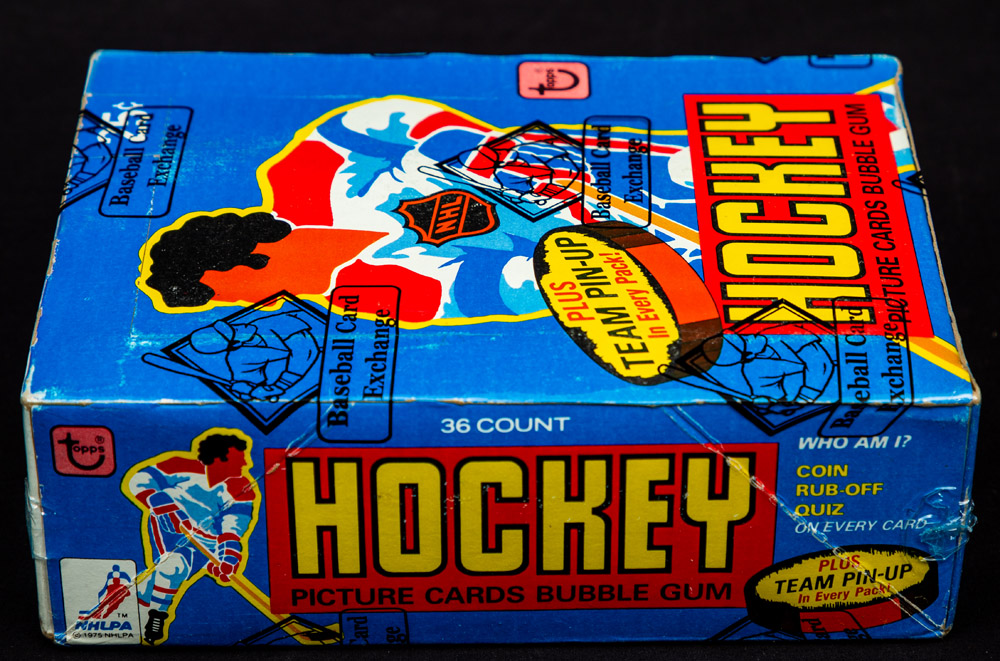 topps
HOCKEY
PICTURE CARDS BUBBLE GUM
Baseball Card
Exchange
Baseball Card
Exchange
NHL
PLUS
TEAM PIN-UP
In Every Pack!
Baseball Card
Exchange
Baseball Card
Exchange
36 COUNT
topps®
HOCKEY
PICTURE CARDS BUBBLE GUM
WHO AM I?
COIN
RUB-OFF
QUIZ
ON EVERY CARD
PLUS
TEAM PIN-UP
In Every Pack!
NHLPA
© 1975 NHLPA
Card
ge